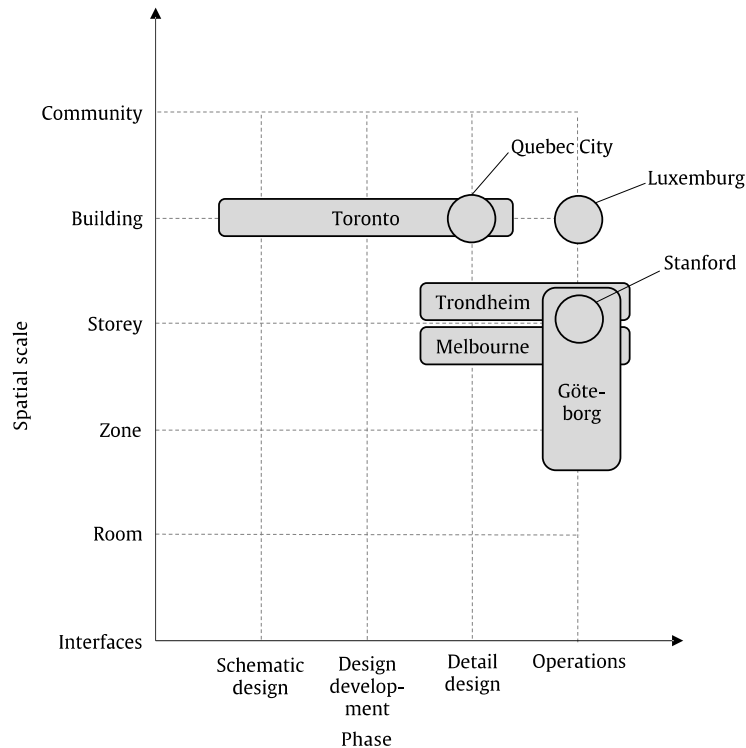 Community
Quebec City
Luxemburg
Building
Toronto
Stanford
Trondheim
Storey
Melbourne
Spatial scale
Göte-
borg
Zone
Room
Interfaces
Schematic
design
Design
develop-
ment
Detail
design
Operations
Phase